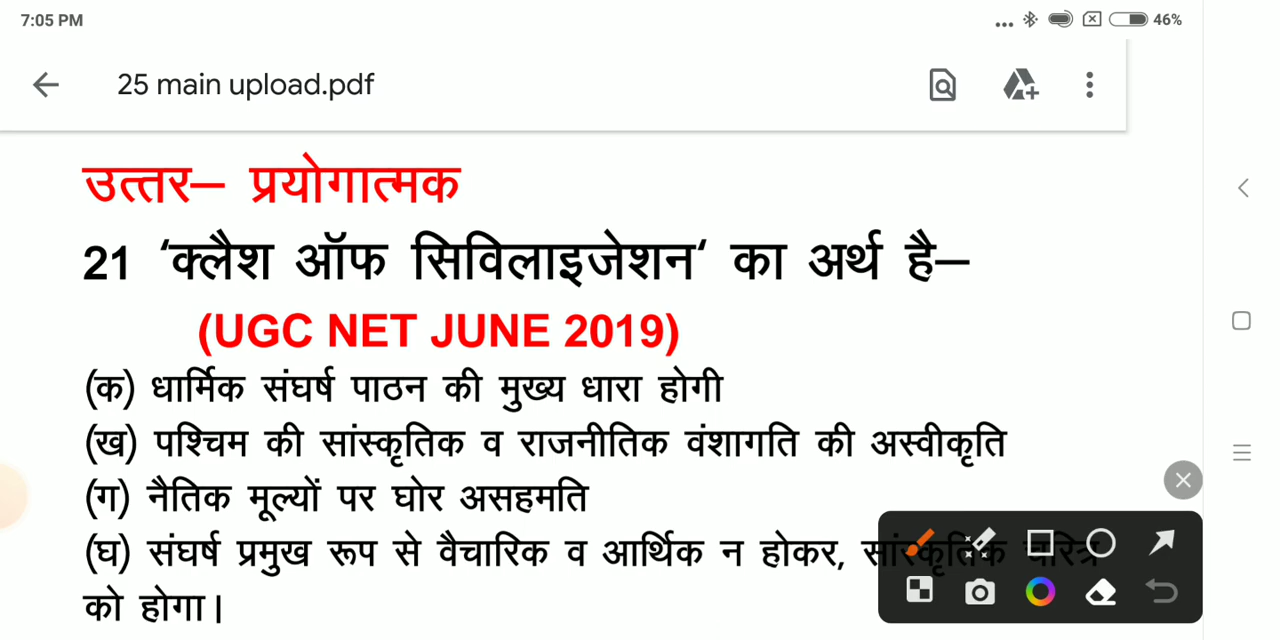 7:05 PM
46%
25 main upload.pdf
उत्तर– प्रयोगात्मक
21 ‘क्लैश ऑफ सिविलाइजेशन‘ का अर्थ है–
(UGC NET JUNE 2019)
(क) धार्मिक संघर्ष पाठन की मुख्य धारा होगी
(ख) पश्चिम की सांस्कृतिक व राजनीतिक वंशागति की अस्वीकृति
(ग) नैतिक मूल्यों पर घोर असहमति
(घ) संघर्ष प्रमुख रूप से वैचारिक व आर्थिक न होकर, सांस्कृतिक चरित्र
को होगा।